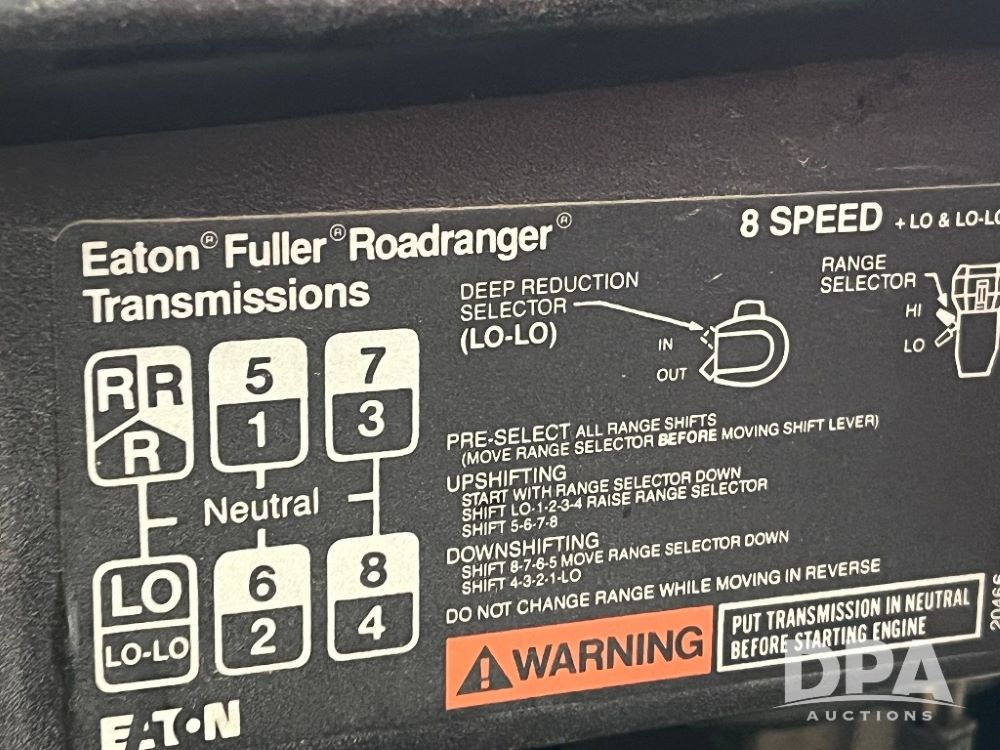 Eaton® Fuller® Roadranger®
Transmissions
8 SPEED + LO & LO-LO
DEEP REDUCTION
SELECTOR
(LO-LO)
IN
OUT
RANGE
SELECTOR
HI
LO
R R
R
5
1
7
3
Neutral
LO
LO-LO
6
2
8
4
PRE-SELECT ALL RANGE SHIFTS
(MOVE RANGE SELECTOR BEFORE MOVING SHIFT LEVER)
UPSHIFTING
START WITH RANGE SELECTOR DOWN
SHIFT LO-1-2-3-4 RAISE RANGE SELECTOR
SHIFT 5-6-7-8
DOWNSHIFTING
SHIFT 8-7-6-5 MOVE RANGE SELECTOR DOWN
SHIFT 4-3-2-1-LO
DO NOT CHANGE RANGE WHILE MOVING IN REVERSE
WARNING
PUT TRANSMISSION IN NEUTRAL
BEFORE STARTING ENGINE
EATON
DPA
AUCTIONS